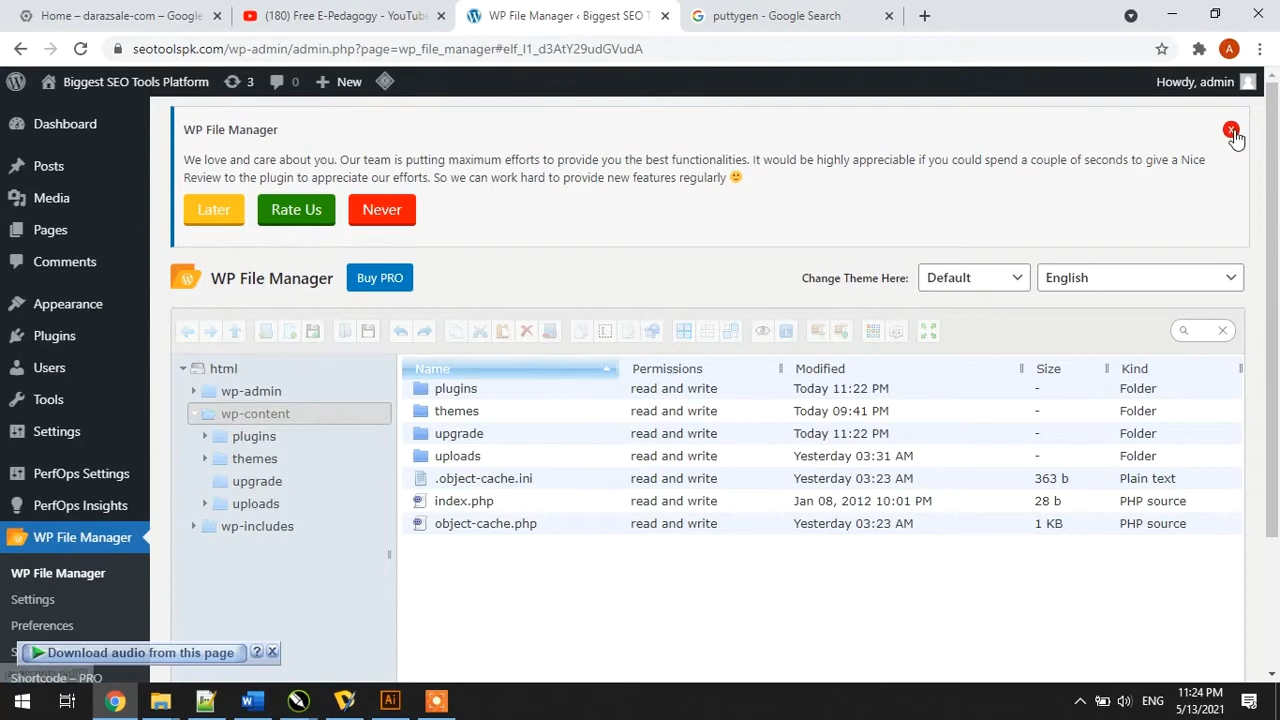 Home – darazsale-com – Google
(180) Free E-Pedagogy - YouTube
WP File Manager ‹ Biggest SEO T
puttygen - Google Search
seotoolspk.com/wp-admin/admin.php?page=wp_file_manager#elf_l1_d3AtY29udGVudA
A
Biggest SEO Tools Platform
3
0
New
Howdy, admin
Dashboard
Posts
Media
Pages
Comments
Appearance
Plugins
Users
Tools
Settings
PerfOps Settings
PerfOps Insights
WP File Manager
WP File Manager
Settings
Preferences
Shortcode – PRO
Download audio from this page
?
WP File Manager
We love and care about you. Our team is putting maximum efforts to provide you the best functionalities. It would be highly appreciable if you could spend a couple of seconds to give a Nice
Review to the plugin to appreciate our efforts. So we can work hard to provide new features regularly 🙂
Later
Rate Us
Never
WP File Manager
Buy PRO
Change Theme Here:
Default
English
html
wp-admin
wp-content
plugins
themes
upgrade
uploads
wp-includes
Name Permissions Modified Size Kind
plugins read and write Today 11:22 PM - Folder
themes read and write Today 09:41 PM - Folder
upgrade read and write Today 11:22 PM - Folder
uploads read and write Yesterday 03:31 AM - Folder
.object-cache.ini read and write Yesterday 03:23 AM 363 b Plain text
index.php read and write Jan 08, 2012 10:01 PM 28 b PHP source
object-cache.php read and write Yesterday 03:23 AM 1 KB PHP source
W
Ai
ENG
11:24 PM
5/13/2021